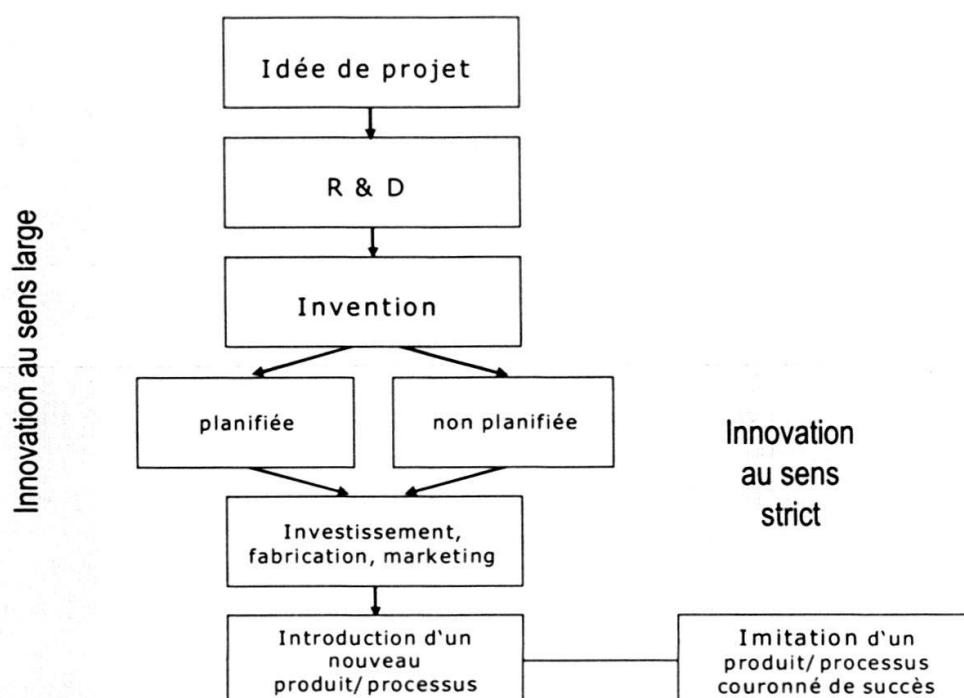 Idée de projet
R & D
Invention
planifiée
non planifiée
Investissement,
fabrication, marketing
Introduction d'un
nouveau
produit/ processus
Imitation d'un
produit/ processus
couronné de succès
Innovation au sens large
Innovation
au sens
strict